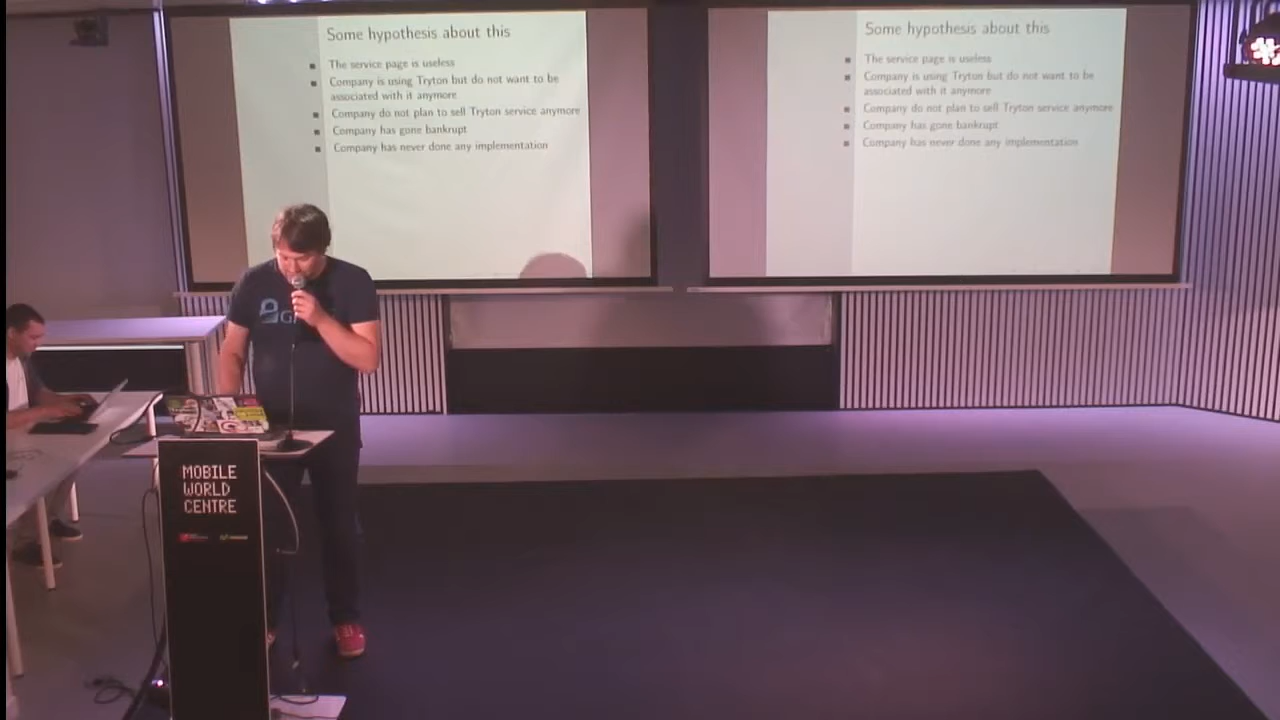 Some hypothesis about this
The service page is useless
Company is using Tryton but do not want to be
associated with it anymore
Company do not plan to sell Tryton service anymore
Company has gone bankrupt
Company has never done any implementation
Some hypothesis about this
The service page is useless
Company is using Tryton but do not want to be
associated with it anymore
Company do not plan to sell Tryton service anymore
Company has gone bankrupt
Company has never done any implementation
MOBILE
WORLD
CENTRE